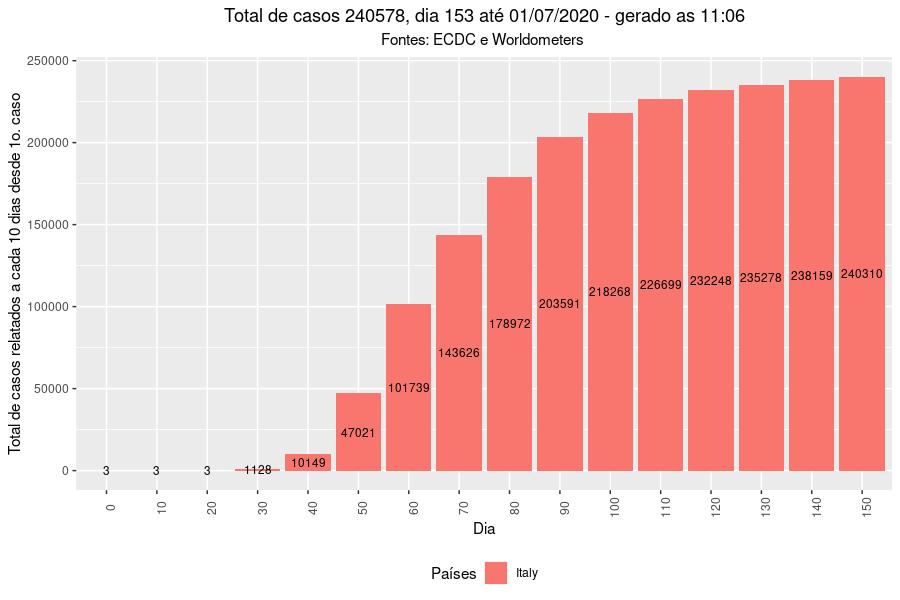 Total de casos 240578, dia 153 até 01/07/2020 - gerado as 11:06
Fontes: ECDC e Worldometers
Total de casos relatados a cada 10 dias desde 1o. caso
250000
200000
150000
100000
50000
0
3 3 3 1128 10149 47021 101739 143626 178972 203591 218268 226699 232248 235278 238159 240310
0 10 20 30 40 50 60 70 80 90 100 110 120 130 140 150
Dia
Países Italy